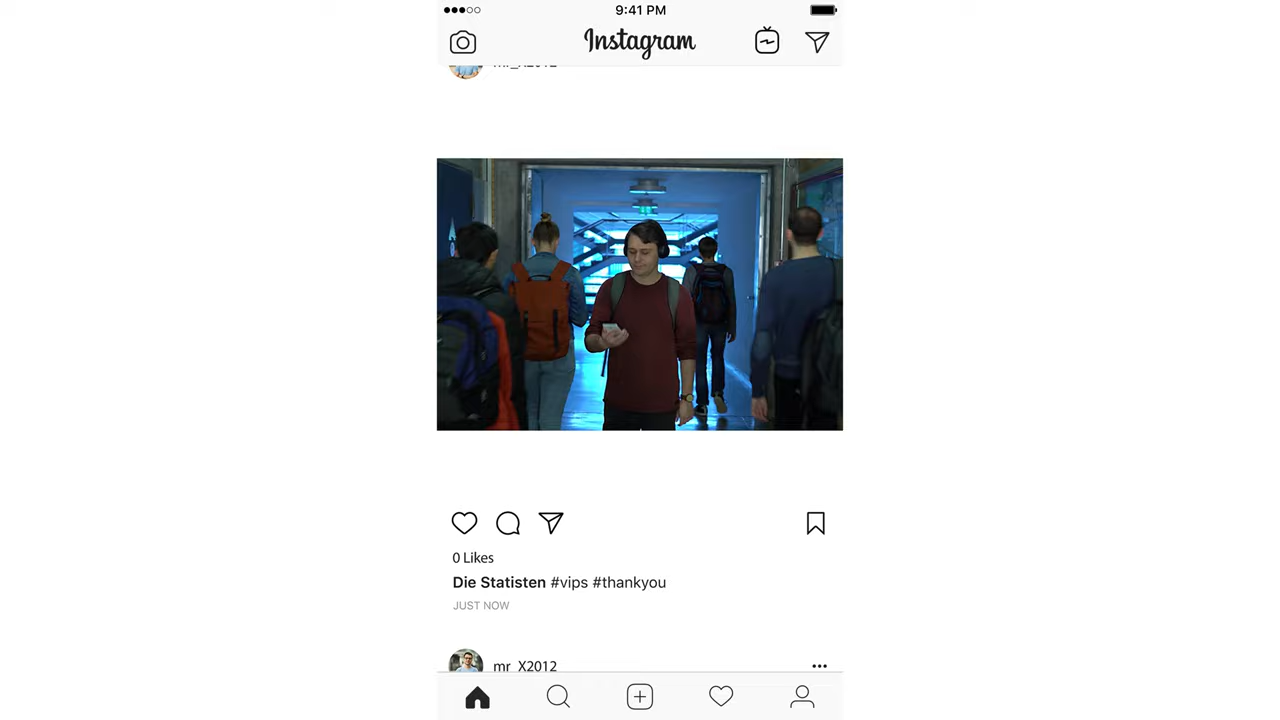 9:41 PM
Instagram
0 Likes
Die Statisten #vips #thankyou
JUST NOW
mr_X2012